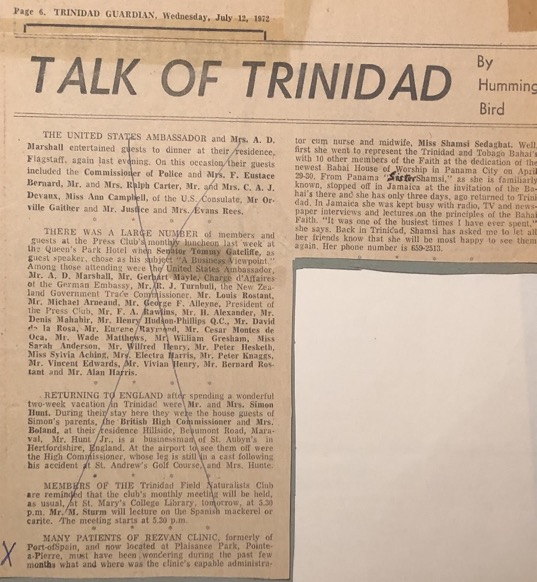 Page 6, TRINIDAD GUARDIAN, Wednesday, July 12, 1972
TALK OF TRINIDAD
By
Humming
Bird
THE UNITED STATES AMBASSADOR and Mrs. A. D.
Marshall entertained guests to dinner at their residence,
Flagstaff, again last evening. On this occasion their guests
included the Commissioner of Police and Mrs. F. Eustace
Bernard, Mr. and Mrs. Ralph Carter, Mr. and Mrs. C. A. J.
Devaux, Miss Ann Campbell, of the U.S. Consulate, Mr Or-
ville Gaither and Mr. Justice and Mrs. Evans Rees.
THERE WAS A LARGE NUMBER of members and
guests at the Press Club's monthly luncheon last week at
the Queen's Park Hotel when Senator Tommy Gatcliffe, as
guest speaker, chose as his subject "A Business Viewpoint."
Among those attending were the United States Ambassador,
Mr. A. D. Marshall, Mr. Gerhart Mayle, Charge d'Affaires
of the German Embassy, Mr. R. J. Turnbull, the New Zea-
land Government Trade Commissioner, Mr. Louis Rostant,
Mr. Michael Arneaud, Mr. George F. Alleyne, President of
the Press Club, Mr. F. A. Rawlins, Mr. H. Alexander, Mr.
Denis Mahabir, Mr. Henry Hudson-Phillips Q.C., Mr. David
de la Rosa, Mr. Eugene Raymond, Mr. Cesar Montes de
Oca, Mr. Wade Matthews, Mr. William Gresham, Miss
Sarah Anderson, Mr. Wilfred Henry, Mr. Peter Hesketh,
Miss Sylvia Aching, Mrs. Electra Harris, Mr. Peter Knaggs,
Mr. Vincent Edwards, Mr. Vivian Henry, Mr. Bernard Ros-
tant and Mr. Alan Harris.
RETURNING TO ENGLAND after spending a wonderful
two-week vacation in Trinidad were Mr. and Mrs. Simon
Hunt. During their stay here they were the house guests of
Simon's parents, the British High Commissioner and Mrs.
Boland, at their residence Hillside, Beaumont Road, Mara-
val. Mr. Hunt Jr., is a businessman of St. Aubyn's in
Hertfordshire, England. At the airport to see them off were
the High Commissioner, whose leg is still in a cast following
his accident at St. Andrew's Golf Course, and Mrs. Hunte.
MEMBERS OF THE Trinidad Field Naturalists Club
are reminded that the club's monthly meeting will be held,
as usual, at St. Mary's College Library, tomorrow, at 5.30
p.m. Mr. M. Sturm will lecture on the Spanish mackerel or
carite. The meeting starts at 5.30 p.m.
X
MANY PATIENTS OF REZVAN CLINIC, formerly of
Port-ofSpain, and now located at Plaisance Park, Pointe-
a-Pierre, must have been wondering during the past few
months what and where was the clinic's capable administra-
tor cum nurse and midwife, Miss Shamsi Sedaghat. Well,
first she went to represent the Trinidad and Tobago Bahai's
with 10 other members of the Faith at the dedication of the
newest Bahai House of Worship in Panama City on April
29-30. From Panama "Sister Shamsi," as she is familiarly
known, stopped off in Jamaica at the invitation of the Ba-
hai's there and she has only three days, ago returned to Trini-
dad. In Jamaica she was kept busy with radio, TV and news-
paper interviews and lectures on the principles of the Bahai
Faith. "It was one of the busiest times I have ever spent,"
she says. Back in Trinidad, Shamsi has asked me to let all
her friends know that she will be most happy to see them
again. Her phone number is 659-2513.